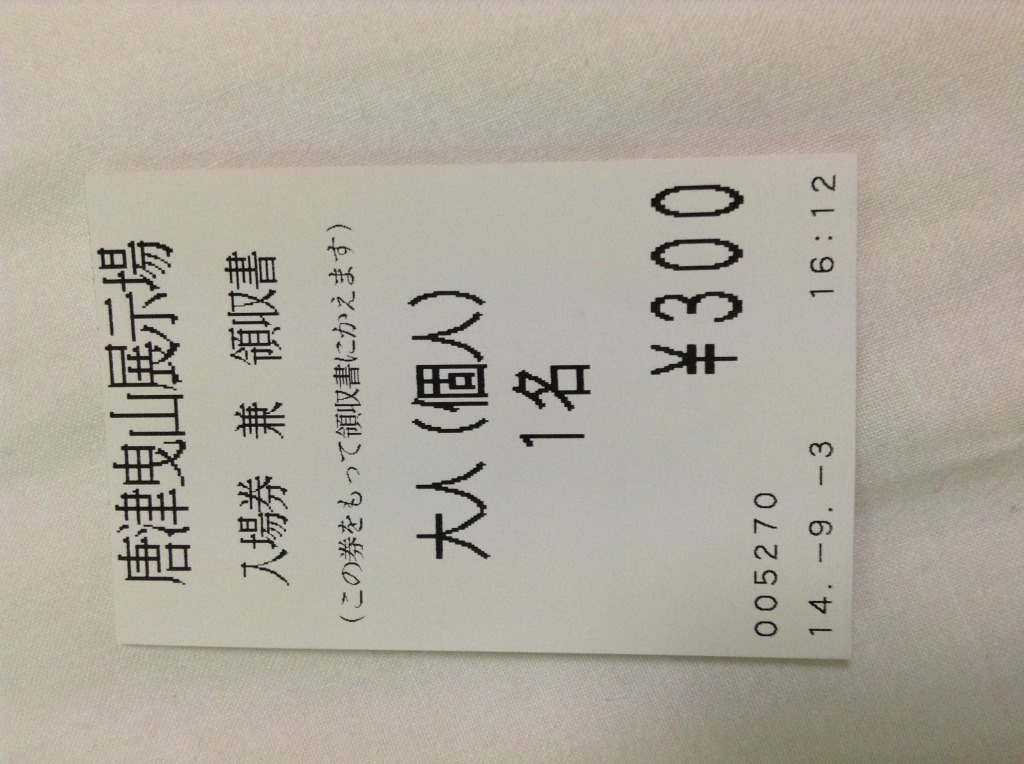 唐津曳山展示場
入場券 兼 領収書
(この券をもって領収書にかえます)
大人(個人)
1名
¥300
005270
14.-9.-3 16:12